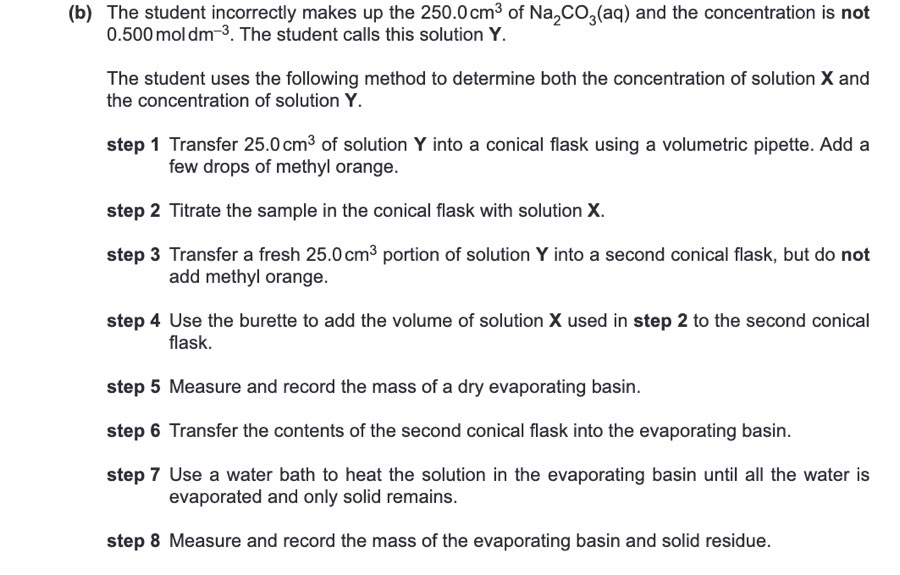 (b) The student incorrectly makes up the 250.0 cm³ of Na₂CO₃(aq) and the concentration is not
0.500 mol dm⁻³. The student calls this solution Y.
The student uses the following method to determine both the concentration of solution X and
the concentration of solution Y.
step 1 Transfer 25.0 cm³ of solution Y into a conical flask using a volumetric pipette. Add a
few drops of methyl orange.
step 2 Titrate the sample in the conical flask with solution X.
step 3 Transfer a fresh 25.0 cm³ portion of solution Y into a second conical flask, but do not
add methyl orange.
step 4 Use the burette to add the volume of solution X used in step 2 to the second conical
flask.
step 5 Measure and record the mass of a dry evaporating basin.
step 6 Transfer the contents of the second conical flask into the evaporating basin.
step 7 Use a water bath to heat the solution in the evaporating basin until all the water is
evaporated and only solid remains.
step 8 Measure and record the mass of the evaporating basin and solid residue.